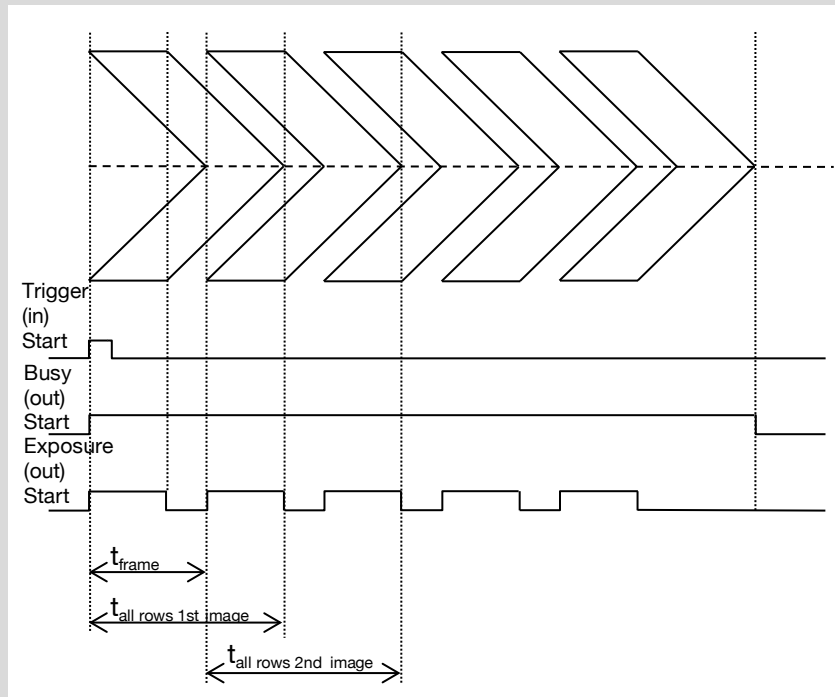 Trigger
(in)
Start
Busy
(out)
Start
Exposure
(out)
Start
tframe
tall rows 1st image
tall rows 2nd image